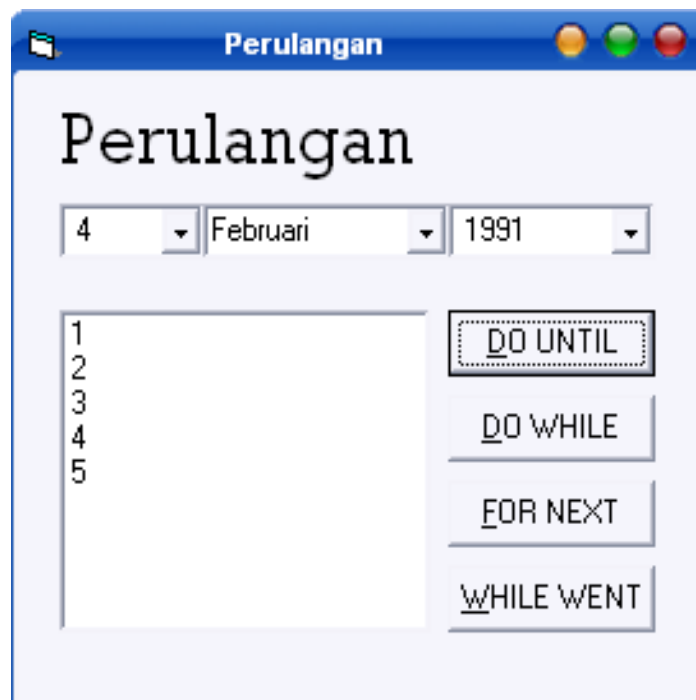 Perulangan
Perulangan
4 Februari 1991
1
2
3
4
5
DO UNTIL
DO WHILE
FOR NEXT
WHILE WENT